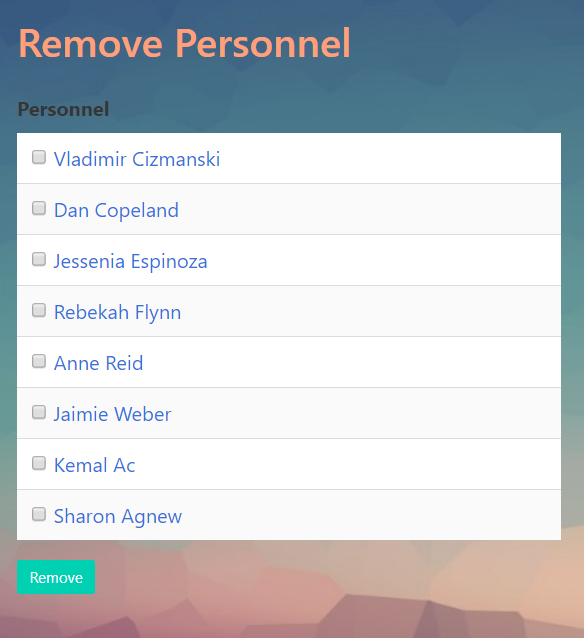 Remove Personnel
Personnel
Vladimir Cizmanski
Dan Copeland
Jessenia Espinoza
Rebekah Flynn
Anne Reid
Jaimie Weber
Kemal Ac
Sharon Agnew
Remove